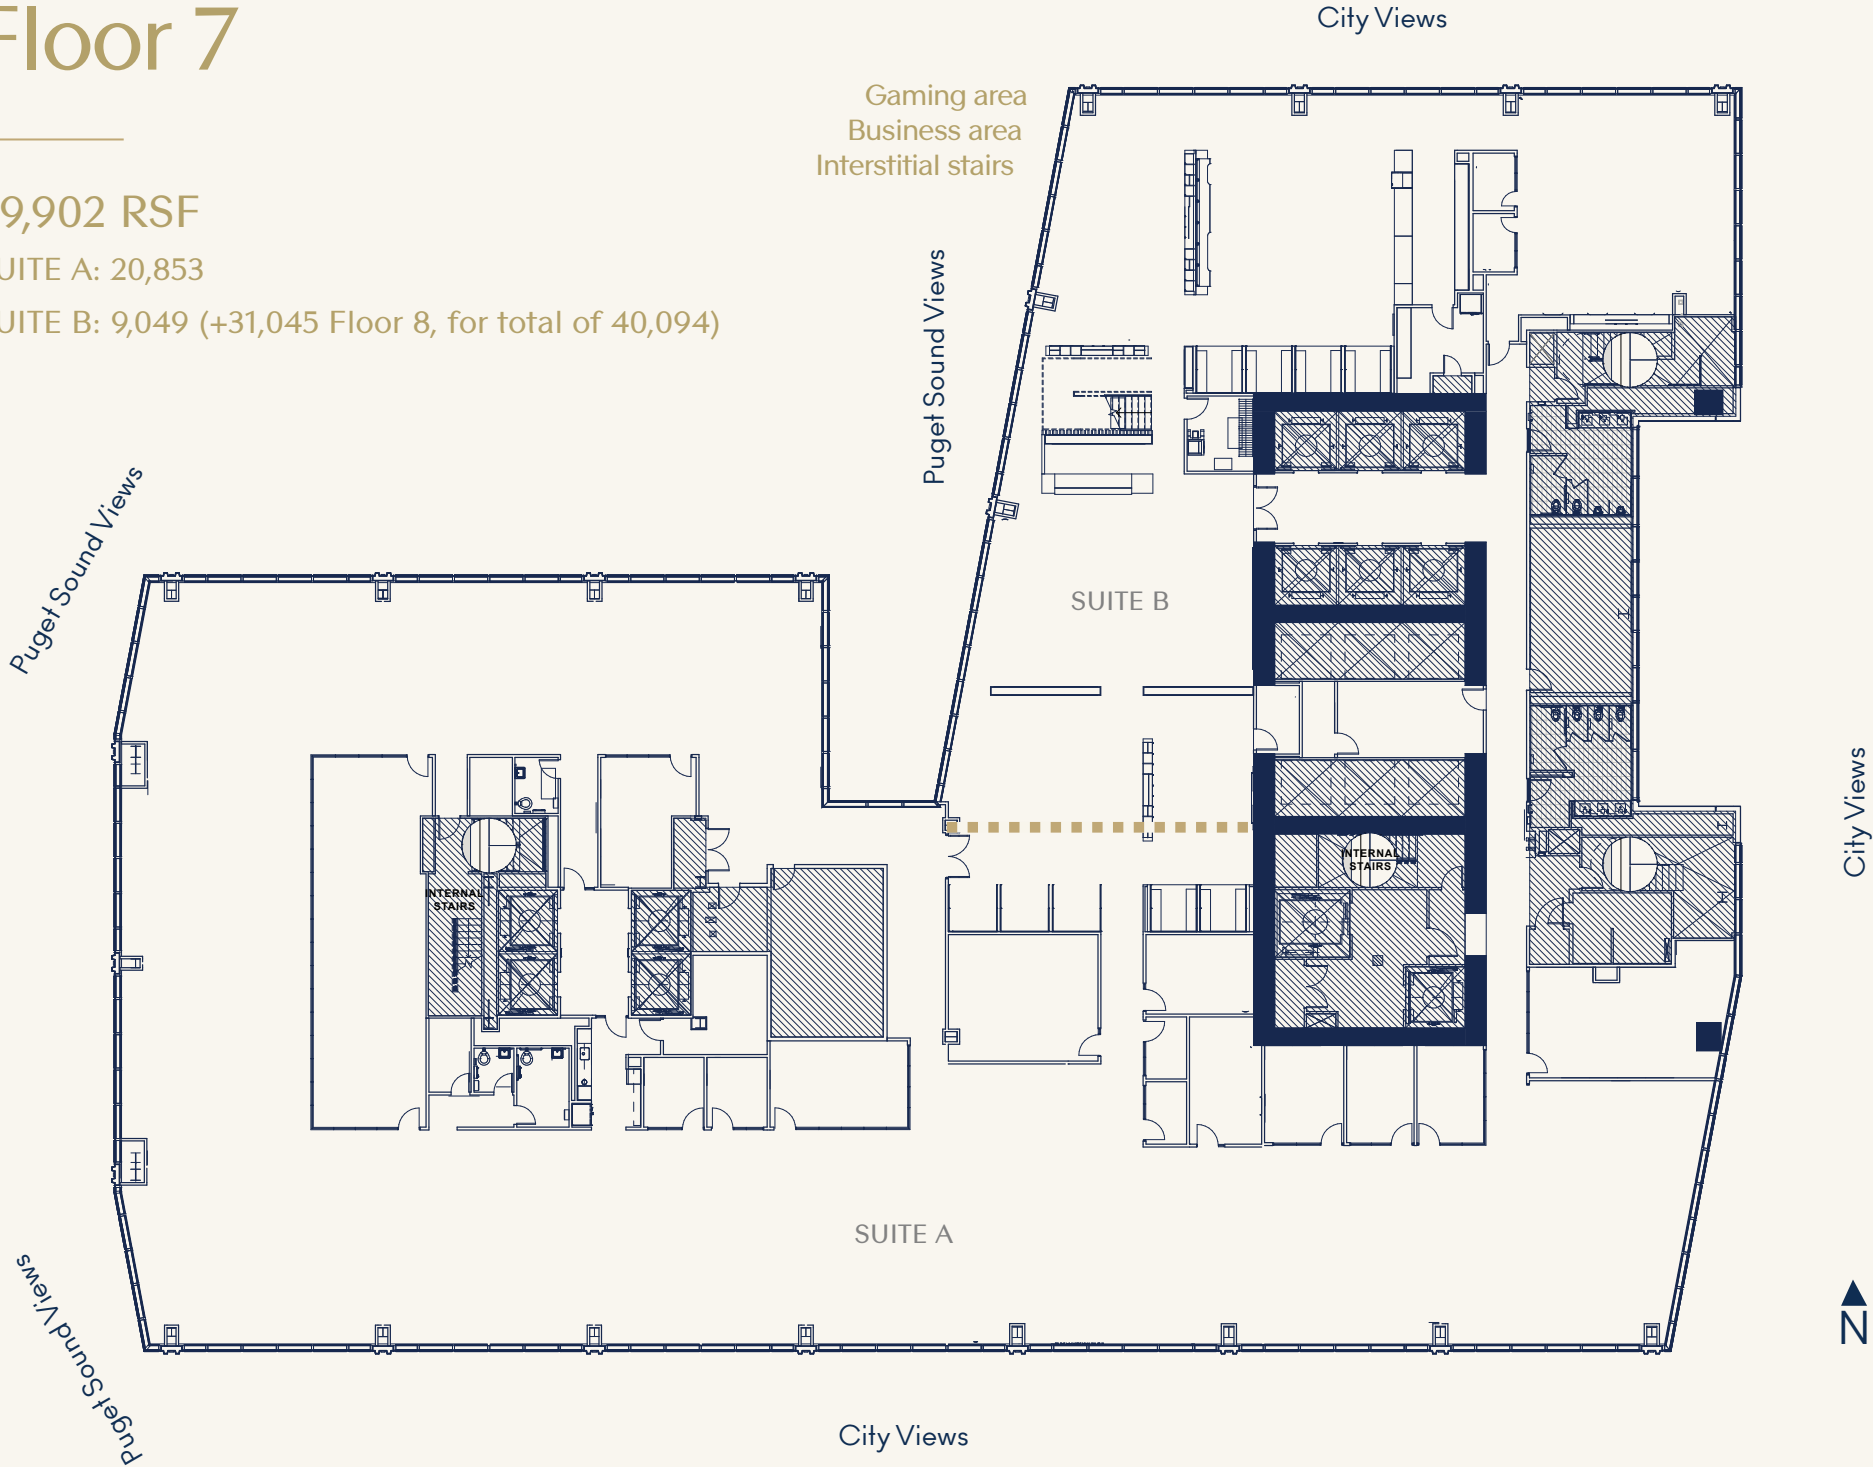 Floor 7
9,902 RSF
UITE A: 20,853
UITE B: 9,049 (+31,045 Floor 8, for total of 40,094)
City Views
Gaming area
Business area
Interstitial stairs
Puget Sound Views
Puget Sound Views
SUITE B
City Views
INTERNAL
STAIRS
INTERNAL
STAIRS
SUITE A
Puget Sound Views
City Views
N